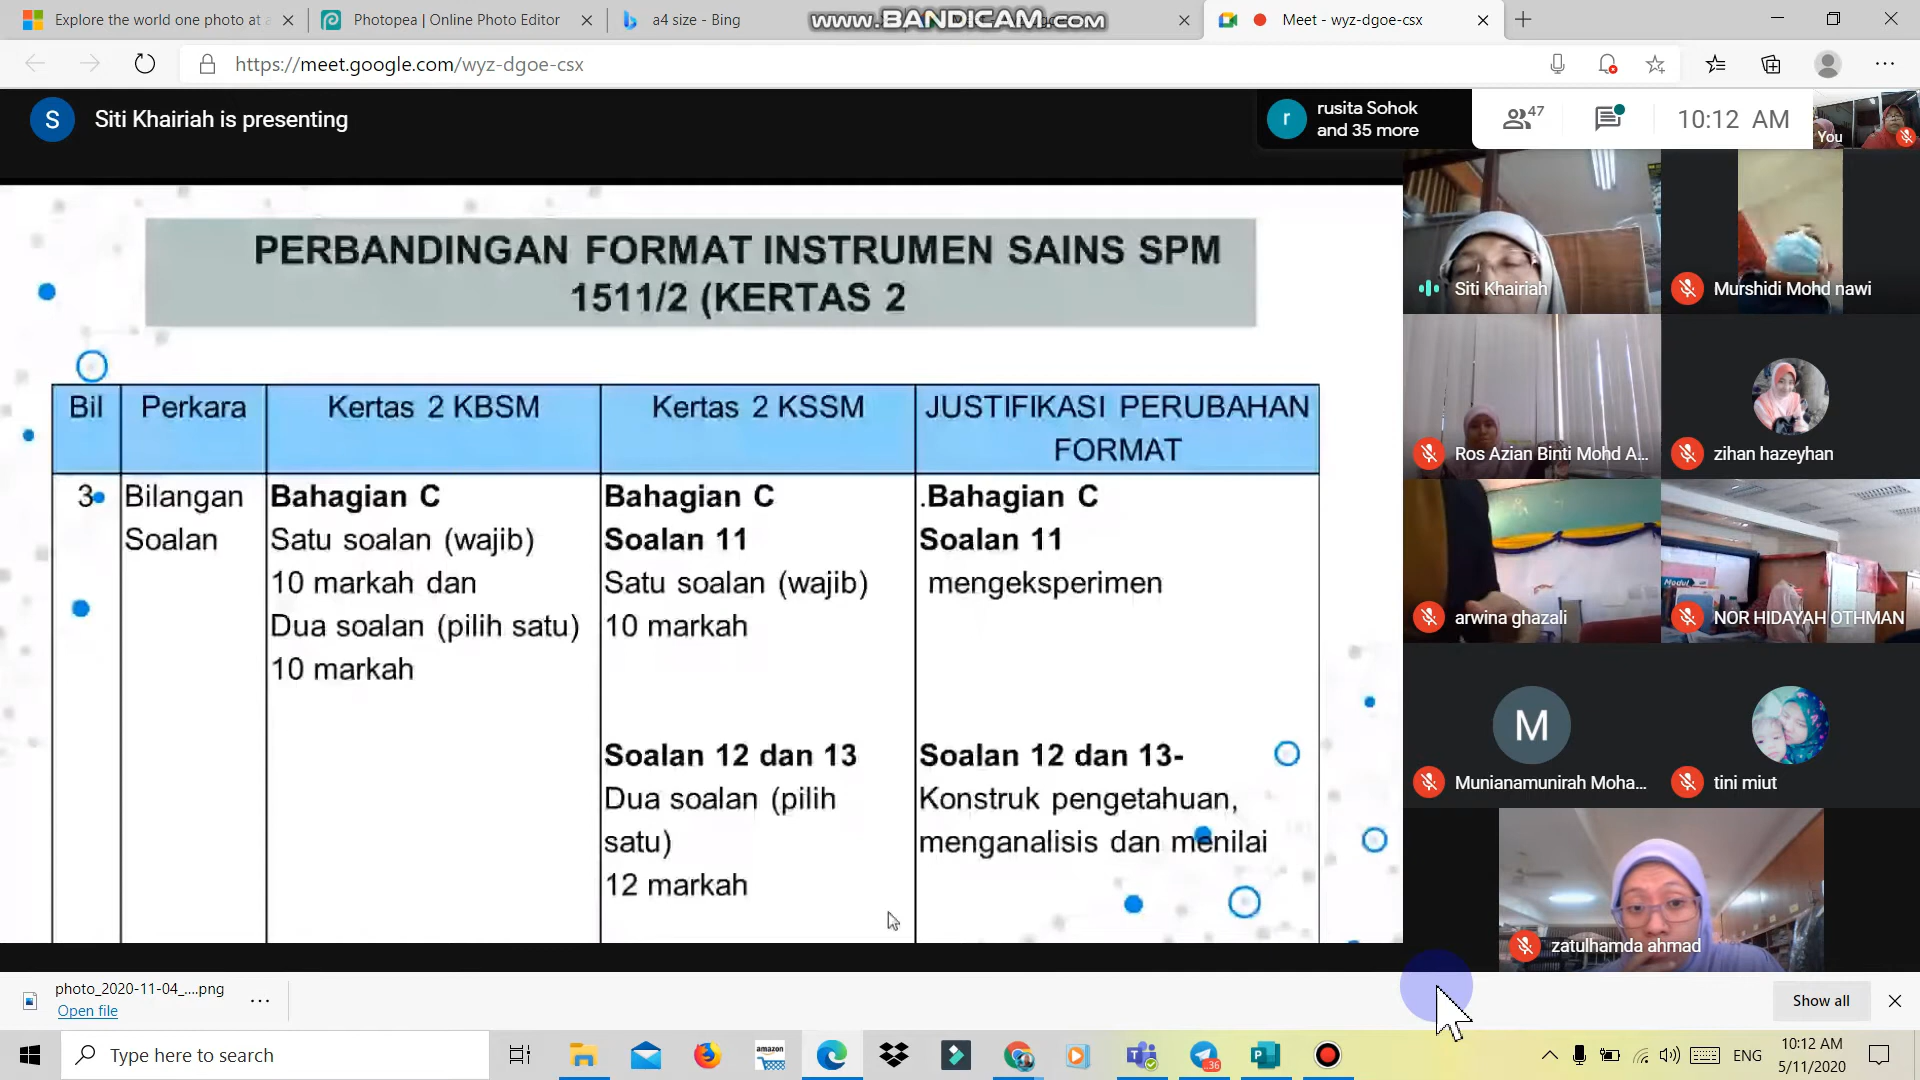 Explore the world one photo at a
Photopea | Online Photo Editor
a4 size - Bing
www.BANDICAM.com
Meet - wyz-dgoe-csx
https://meet.google.com/wyz-dgoe-csx
S
Siti Khairiah is presenting
r
rusita Sohok
and 35 more
47
10:12 AM
You
PERBANDINGAN FORMAT INSTRUMEN SAINS SPM
1511/2 (KERTAS 2
Bil
Perkara
Kertas 2 KBSM
Kertas 2 KSSM
JUSTIFIKASI PERUBAHAN
FORMAT
3
Bilangan
Soalan
Bahagian C
Satu soalan (wajib)
10 markah dan
Dua soalan (pilih satu)
10 markah
Bahagian C
Soalan 11
Satu soalan (wajib)
10 markah
Soalan 12 dan 13
Dua soalan (pilih
satu)
12 markah
.Bahagian C
Soalan 11
mengeksperimen
Soalan 12 dan 13-
Konstruk pengetahuan,
menganalisis dan menilai
Siti Khairiah
Murshidi Mohd nawi
Ros Azian Binti Mohd A...
zihan hazeyhan
arwina ghazali
Modul
NOR HIDAYAH OTHMAN
M
Munianamunirah Moha...
tini miut
zatulhamda ahmad
photo_2020-11-04_....png
Open file
Show all
Type here to search
amazon
36
ENG
10:12 AM
5/11/2020